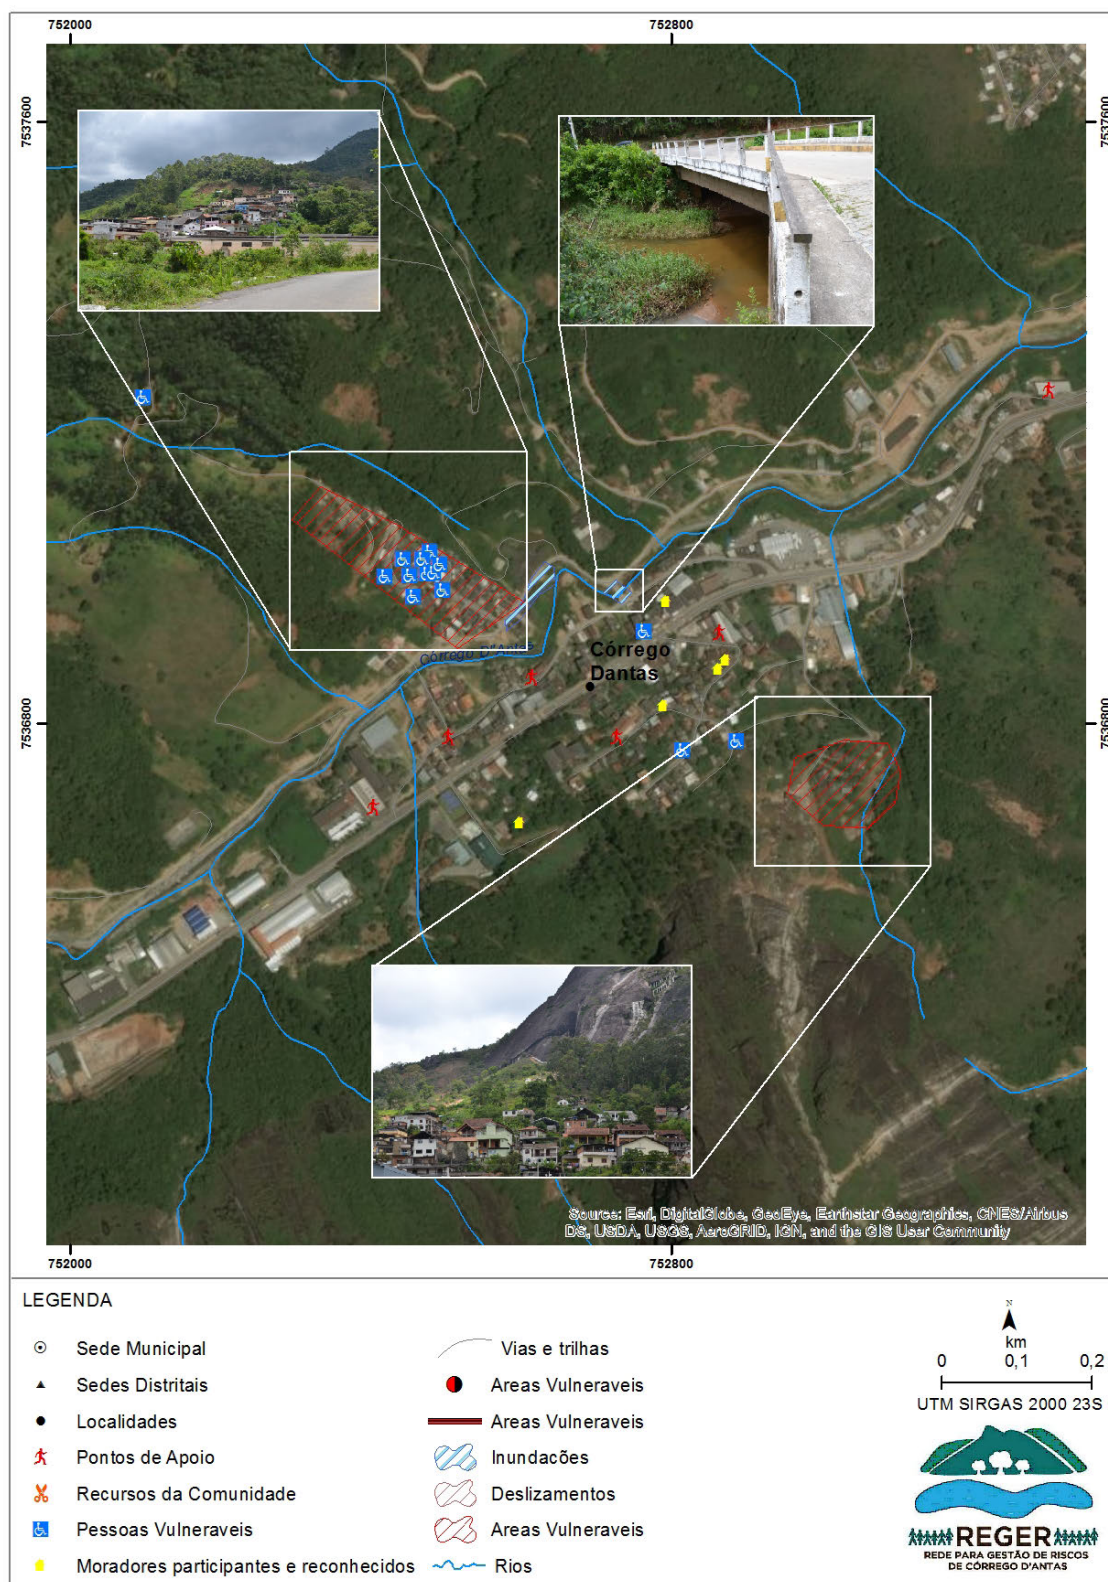 752000
752800
7537600
7537600
Córrego D"Antas
Córrego
Dantas
7536800
7536800
Source: Esri, DigitalGlobe, GeoEye, Earthstar Geographics, CNES/Airbus
DS, USDA, USGS, AeroGRID, IGN, and the GIS User Community
752000
752800
LEGENDA
Sede Municipal
Sedes Distritais
Localidades
Pontos de Apoio
Recursos da Comunidade
Pessoas Vulneraveis
Moradores participantes e reconhecidos
Vias e trilhas
Areas Vulneraveis
Areas Vulneraveis
Inundacões
Deslizamentos
Areas Vulneraveis
Rios
N
km
0 0,1 0,2
UTM SIRGAS 2000 23S
REGER
REDE PARA GESTÃO DE RISCOS
DE CÓRREGO D'ANTAS